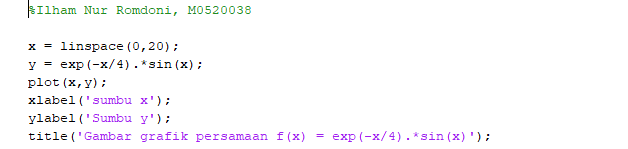 %Ilham Nur Romdoni, M0520038
x = linspace(0,20);
y = exp(-x/4).*sin(x);
plot(x,y);
xlabel('sumbu x');
ylabel('Sumbu y');
title('Gambar grafik persamaan f(x) = exp(-x/4).*sin(x)');